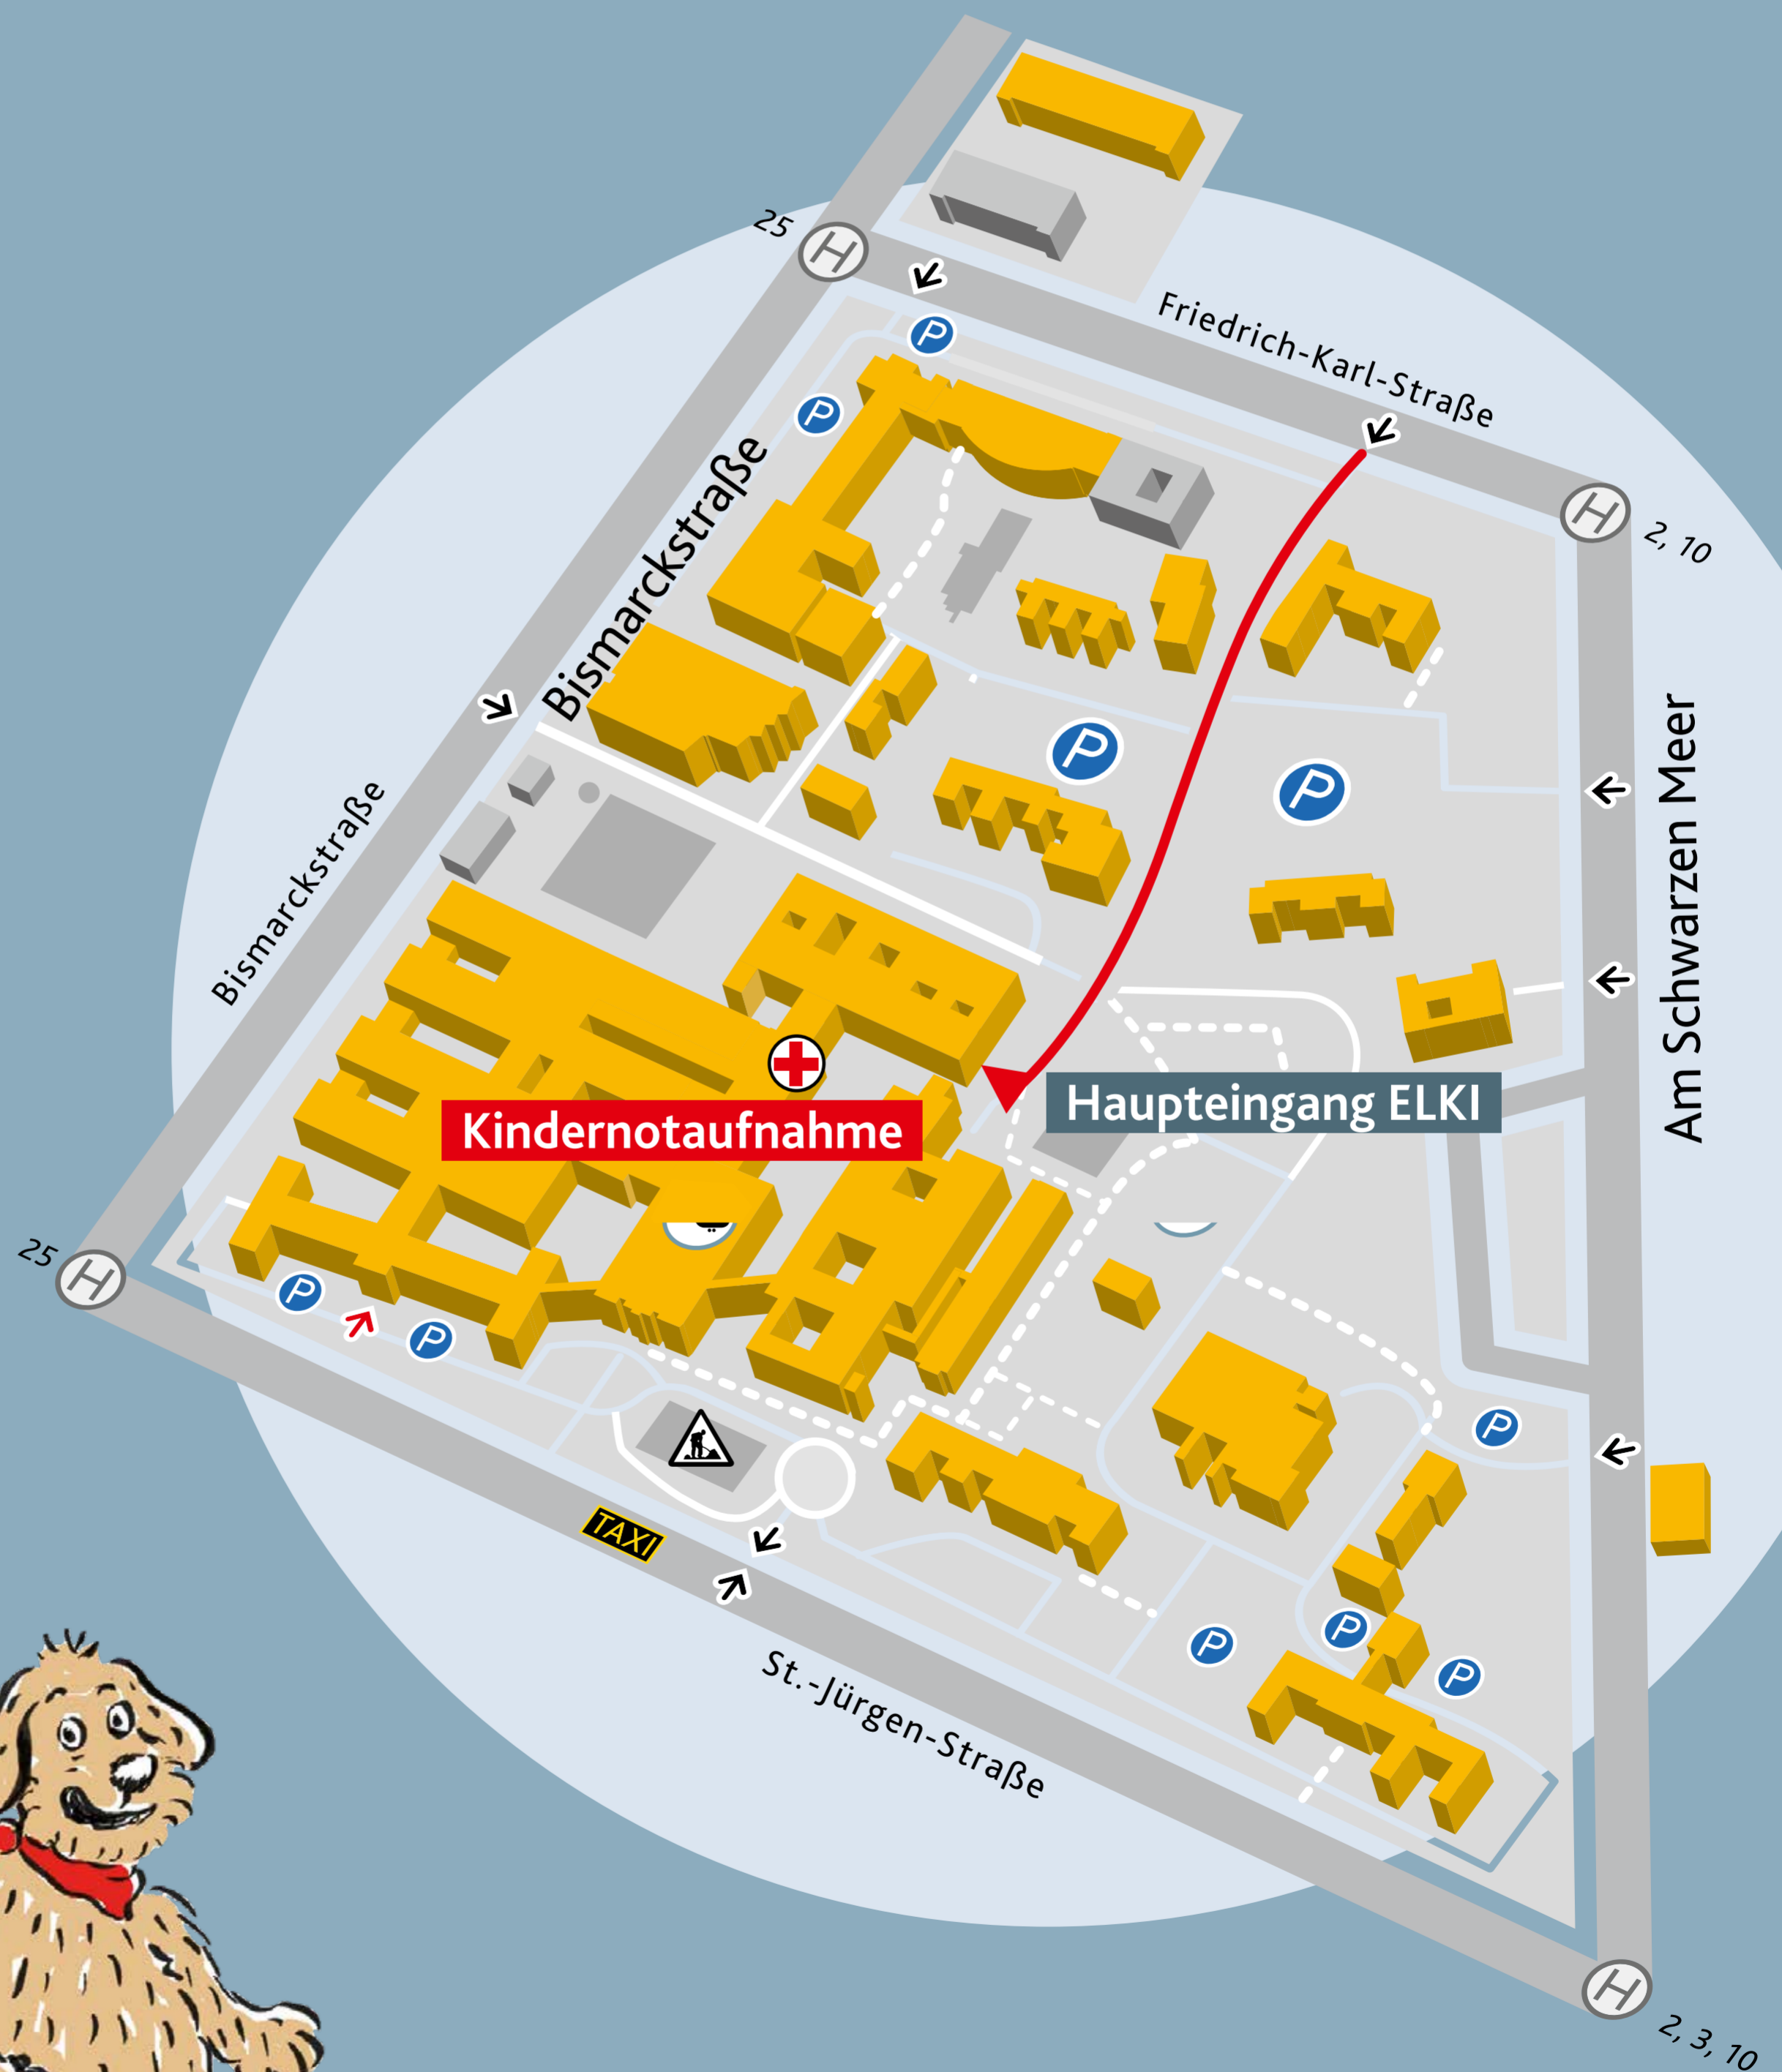 25
H
P
Friedrich-Karl-Straße
P
H
2, 10
Bismarckstraße
P
P
Am Schwarzen Meer
Bismarckstraße
Kindernotaufnahme
Haupteingang ELKI
25
H
P
P
P
TAXI
P
P
P
St.-Jürgen-Straße
H
2, 3, 10